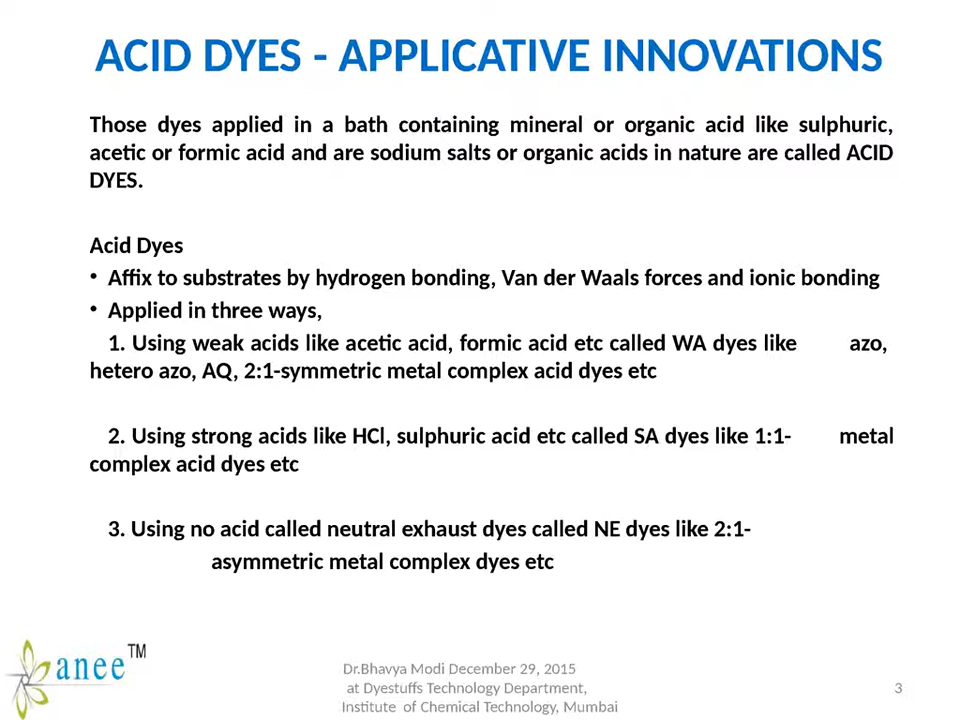 ACID DYES - APPLICATIVE INNOVATIONS
Those dyes applied in a bath containing mineral or organic acid like sulphuric,
acetic or formic acid and are sodium salts or organic acids in nature are called ACID
DYES.
Acid Dyes
• Affix to substrates by hydrogen bonding, Van der Waals forces and ionic bonding
• Applied in three ways,
1. Using weak acids like acetic acid, formic acid etc called WA dyes like azo,
hetero azo, AQ, 2:1-symmetric metal complex acid dyes etc
2. Using strong acids like HCl, sulphuric acid etc called SA dyes like 1:1- metal
complex acid dyes etc
3. Using no acid called neutral exhaust dyes called NE dyes like 2:1-
asymmetric metal complex dyes etc
anee TM
Dr.Bhavya Modi December 29, 2015
at Dyestuffs Technology Department,
Institute of Chemical Technology, Mumbai
3